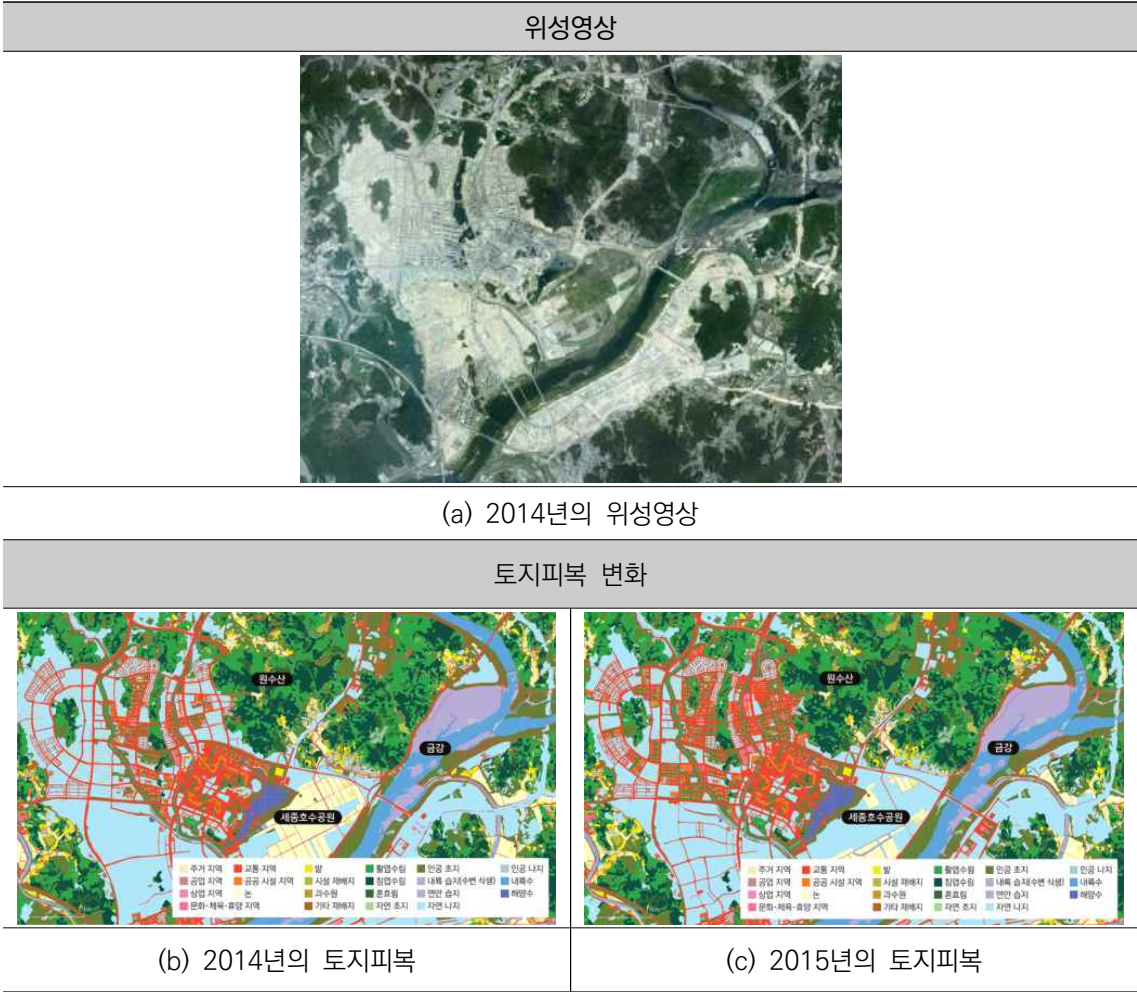 위성영상
(a) 2014년의 위성영상
토지피복 변화
원수산
금강
세종호수공원
주거 지역 교통 지역 밭 활엽수림 인공 초지 인공 나지
공업 지역 공공 시설 지역 사설 재배지 침엽수림 내륙 습지(수변 식생) 내륙수
상업 지역 논 과수원 혼효림 연안 습지 해양수
문화·체육·휴양 지역 기타 재배지 자연 초지 자연 나지
원수산
금강
세종호수공원
주거 지역 교통 지역 밭 활엽수림 인공 초지 인공 나지
공업 지역 공공 시설 지역 사설 재배지 침엽수림 내륙 습지(수변 식생) 내륙수
상업 지역 논 과수원 혼효림 연안 습지 해양수
문화·체육·휴양 지역 기타 재배지 자연 초지 자연 나지
(b) 2014년의 토지피복
(c) 2015년의 토지피복